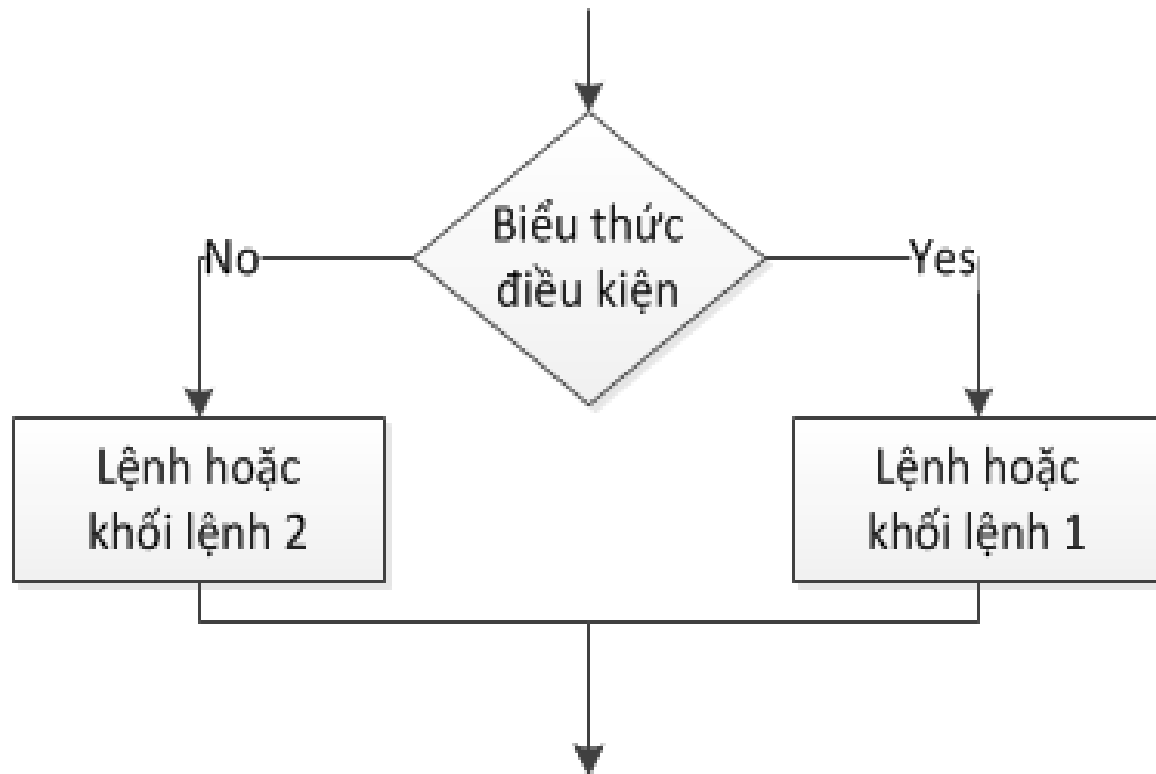 Biểu thức
điều kiện
No
Yes
Lệnh hoặc
khối lệnh 2
Lệnh hoặc
khối lệnh 1